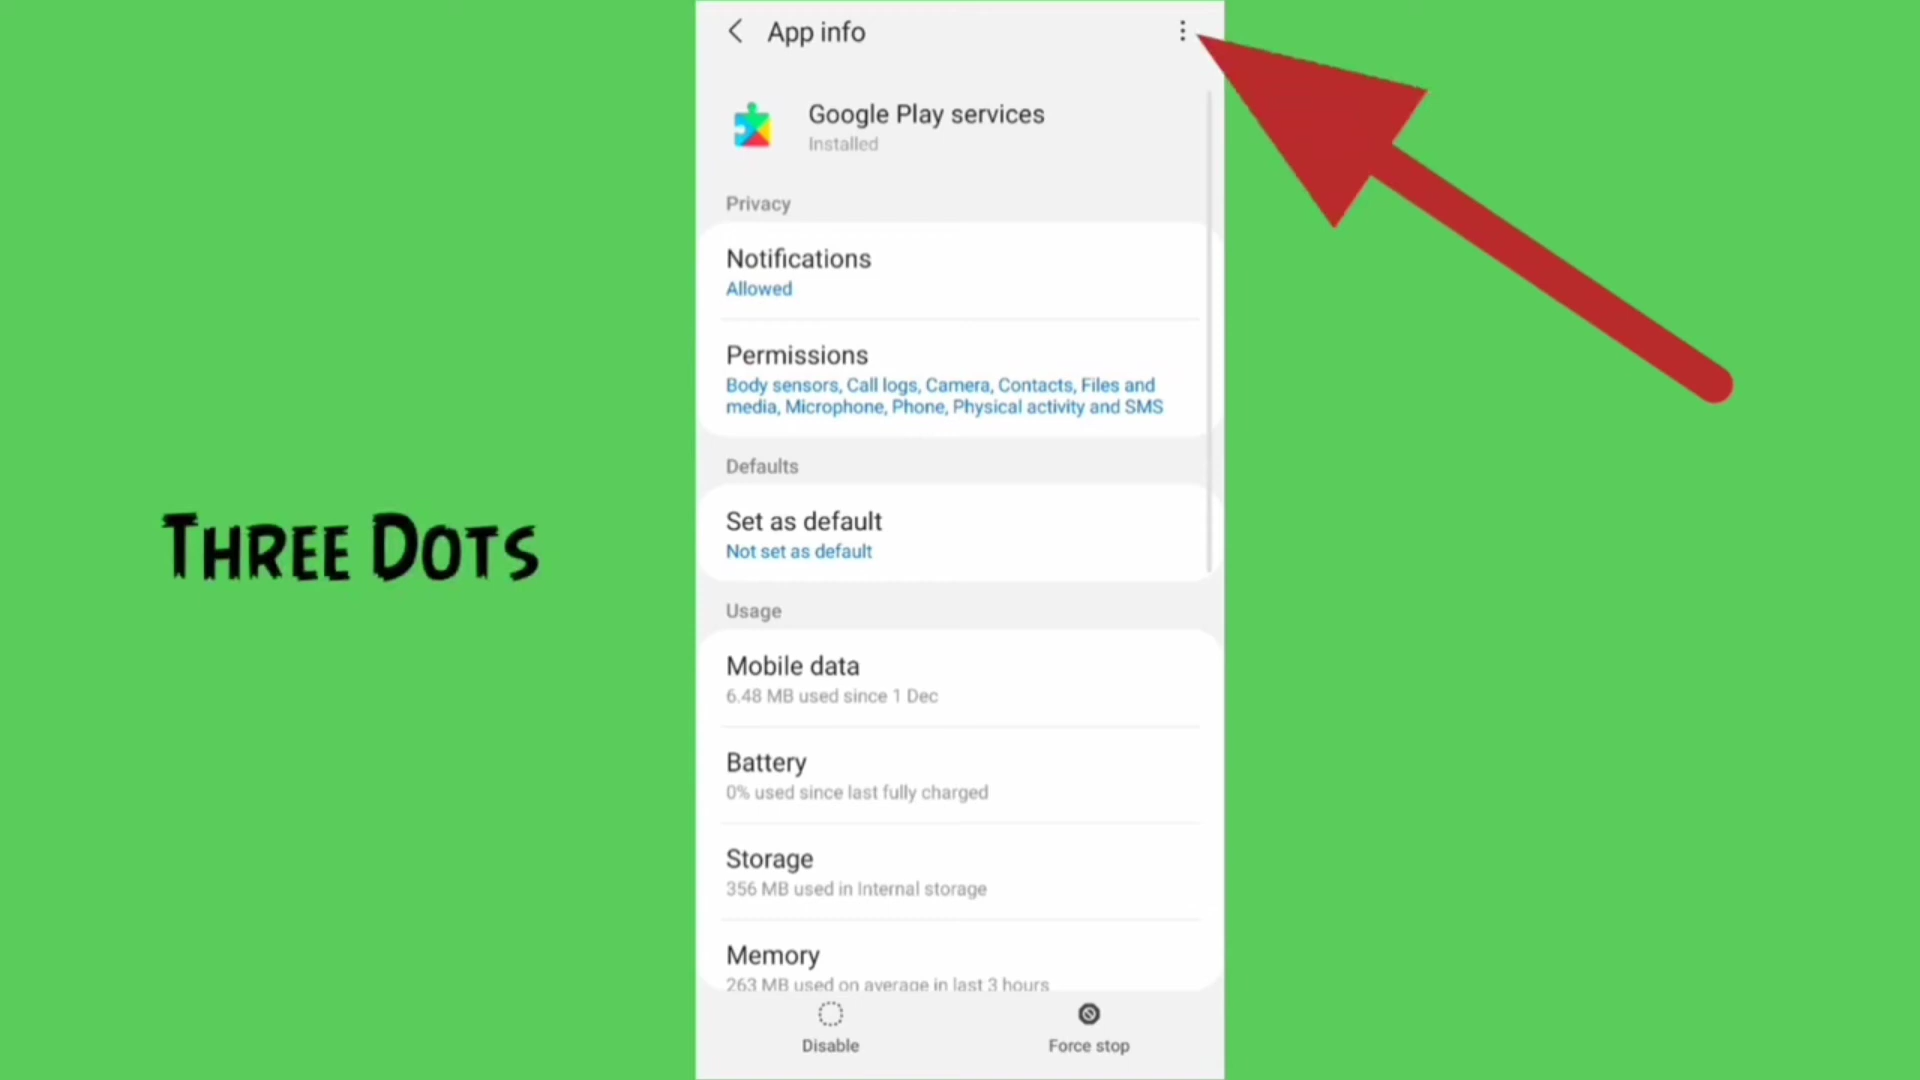 App info
Google Play services
Installed
Privacy
Notifications
Allowed
Permissions
Body sensors, Call logs, Camera, Contacts, Files and
media, Microphone, Phone, Physical activity and SMS
Defaults
Set as default
Not set as default
Three Dots
Usage
Mobile data
6.48 MB used since 1 Dec
Battery
0% used since last fully charged
Storage
356 MB used in Internal storage
Memory
263 MB used on average in last 3 hours
Disable
Force stop